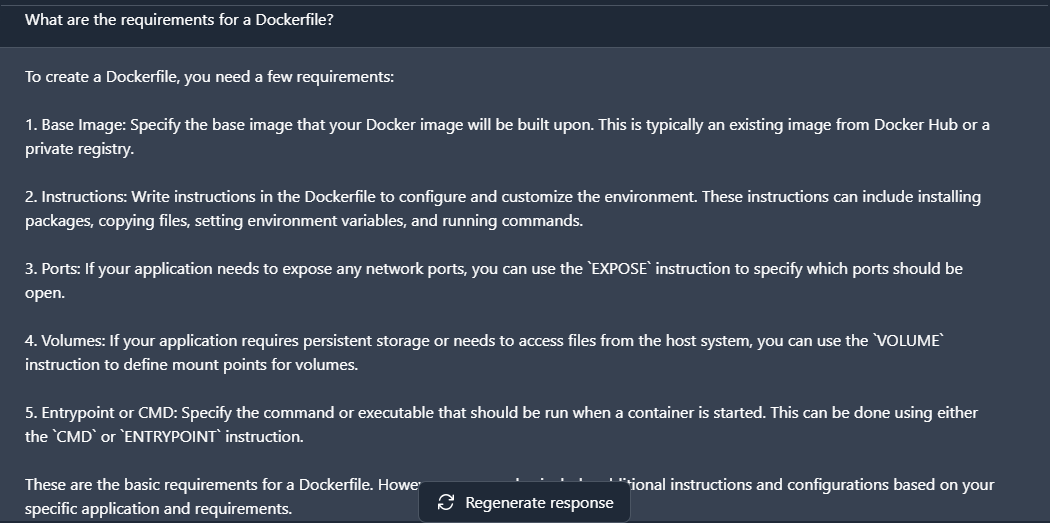 What are the requirements for a Dockerfile?
To create a Dockerfile, you need a few requirements:
1. Base Image: Specify the base image that your Docker image will be built upon. This is typically an existing image from Docker Hub or a
private registry.
2. Instructions: Write instructions in the Dockerfile to configure and customize the environment. These instructions can include installing
packages, copying files, setting environment variables, and running commands.
3. Ports: If your application needs to expose any network ports, you can use the `EXPOSE` instruction to specify which ports should be
open.
4. Volumes: If your application requires persistent storage or needs to access files from the host system, you can use the `VOLUME`
instruction to define mount points for volumes.
5. Entrypoint or CMD: Specify the command or executable that should be run when a container is started. This can be done using either
the `CMD` or `ENTRYPOINT` instruction.
These are the basic requirements for a Dockerfile. instructions and configurations based on your
specific application and requirements.
Regenerate response